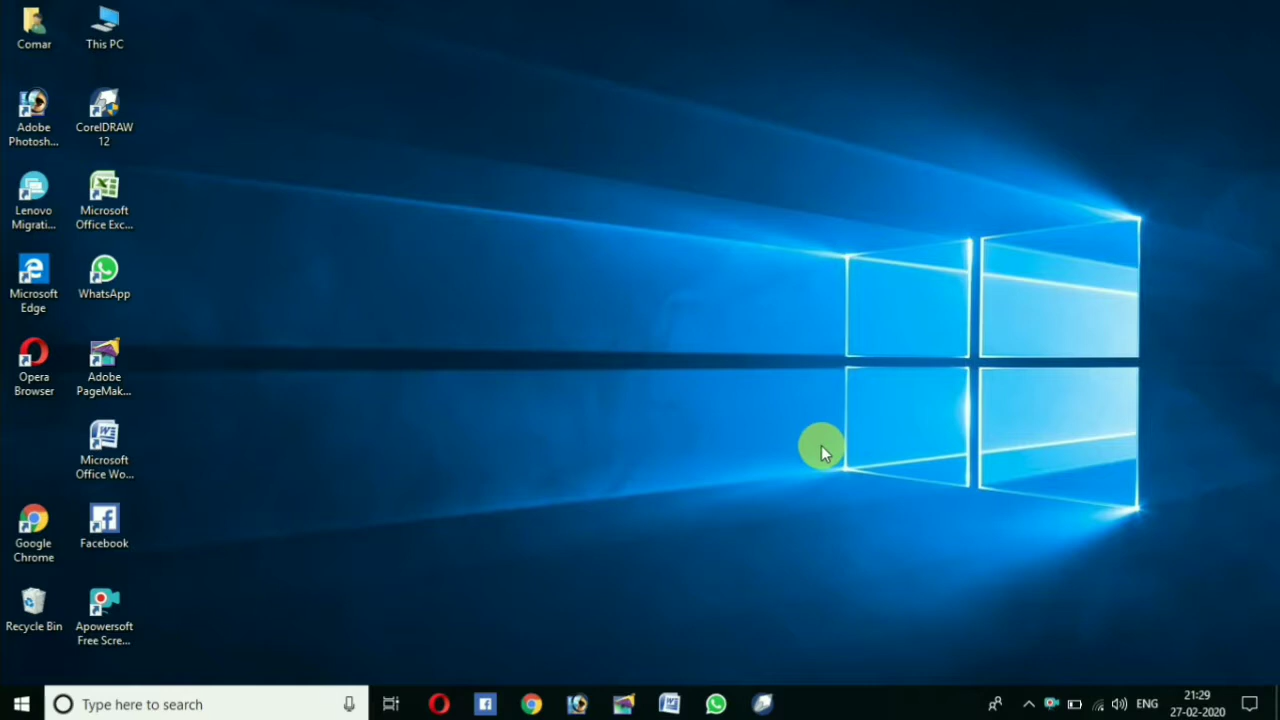 Comar
This PC
Adobe
Photosh...
CorelDRAW
12
Lenovo
Migrati...
Microsoft
Office Exc...
Microsoft
Edge
WhatsApp
Opera
Browser
Adobe
PageMak...
Microsoft
Office Wo...
Google
Chrome
Facebook
Recycle Bin
Apowersoft
Free Scre...
Type here to search
ENG
21:29
27-02-2020